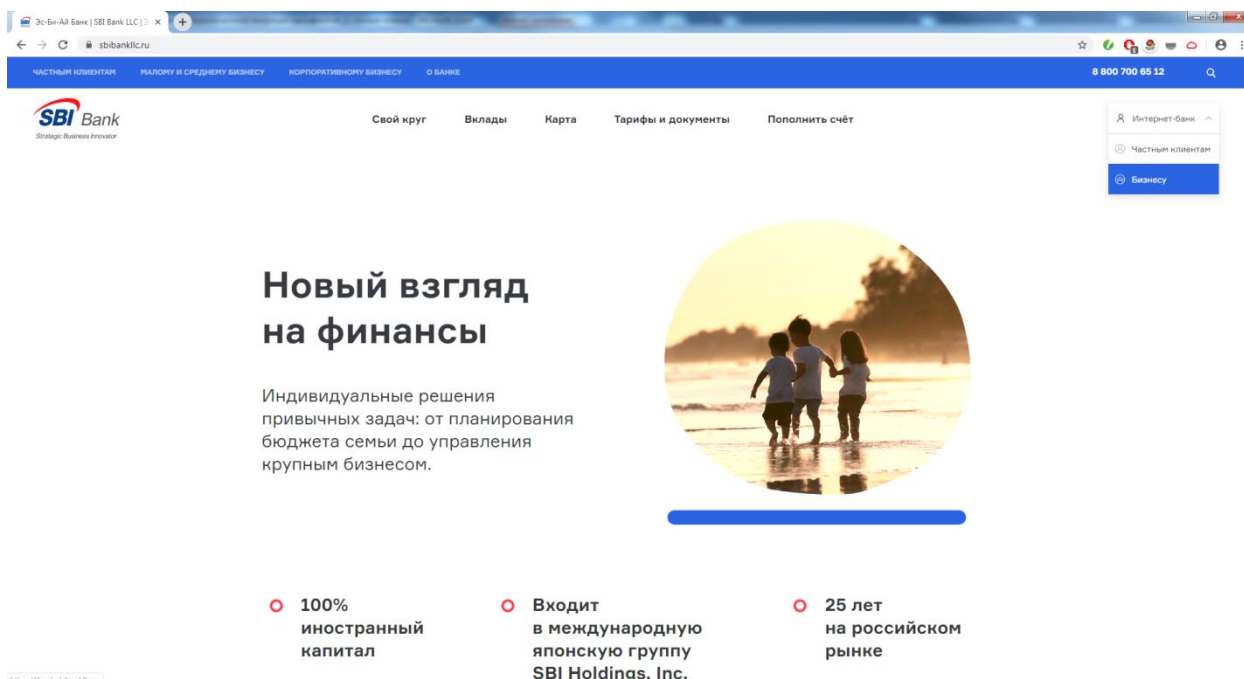 Эс-Би-Ай Банк | SBI Bank LLC | Э
sbibankllc.ru
ЧАСТНЫМ КЛИЕНТАМ МАЛОМУ И СРЕДНЕМУ БИЗНЕСУ КОРПОРАТИВНОМУ БИЗНЕСУ О БАНКЕ 8 800 700 65 12
SBI Bank
Strategic Business Innovator
Свой круг Вклады Карта Тарифы и документы Пополнить счёт
Интернет-банк
Частным клиентам
Бизнесу
Новый взгляд
на финансы
Индивидуальные решения
привычных задач: от планирования
бюджета семьи до управления
крупным бизнесом.
100%
иностранный
капитал
Входит
в международную
японскую группу
SBI Holdings, Inc.
25 лет
на российском
рынке